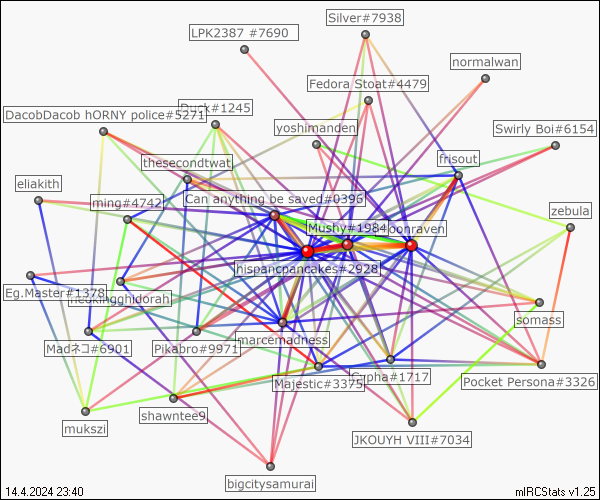 Silver#7938
LPK2387 #7690
normalwan
Fedora Stoat#4479
DacobDacob hORNY police#5271
Duck#1245
yoshimanden
Swirly Boi#6154
thesecondtwat
frisout
eliakith
Can anything be saved#0396
ming#4742
zebula
Mushy#1984
oonraven
hispancpancakes#2928
Eg.Master#1378
ghidorah
somass
marcemadness
Madネコ#6901
Pikabro#9971
Majestic#3375
Cypha#1717
Pocket Persona#3326
shawntee9
mukszi
JKOUYH VIII#7034
bigcitysamurai
14.4.2024 23:40
mIRCStats v1.25